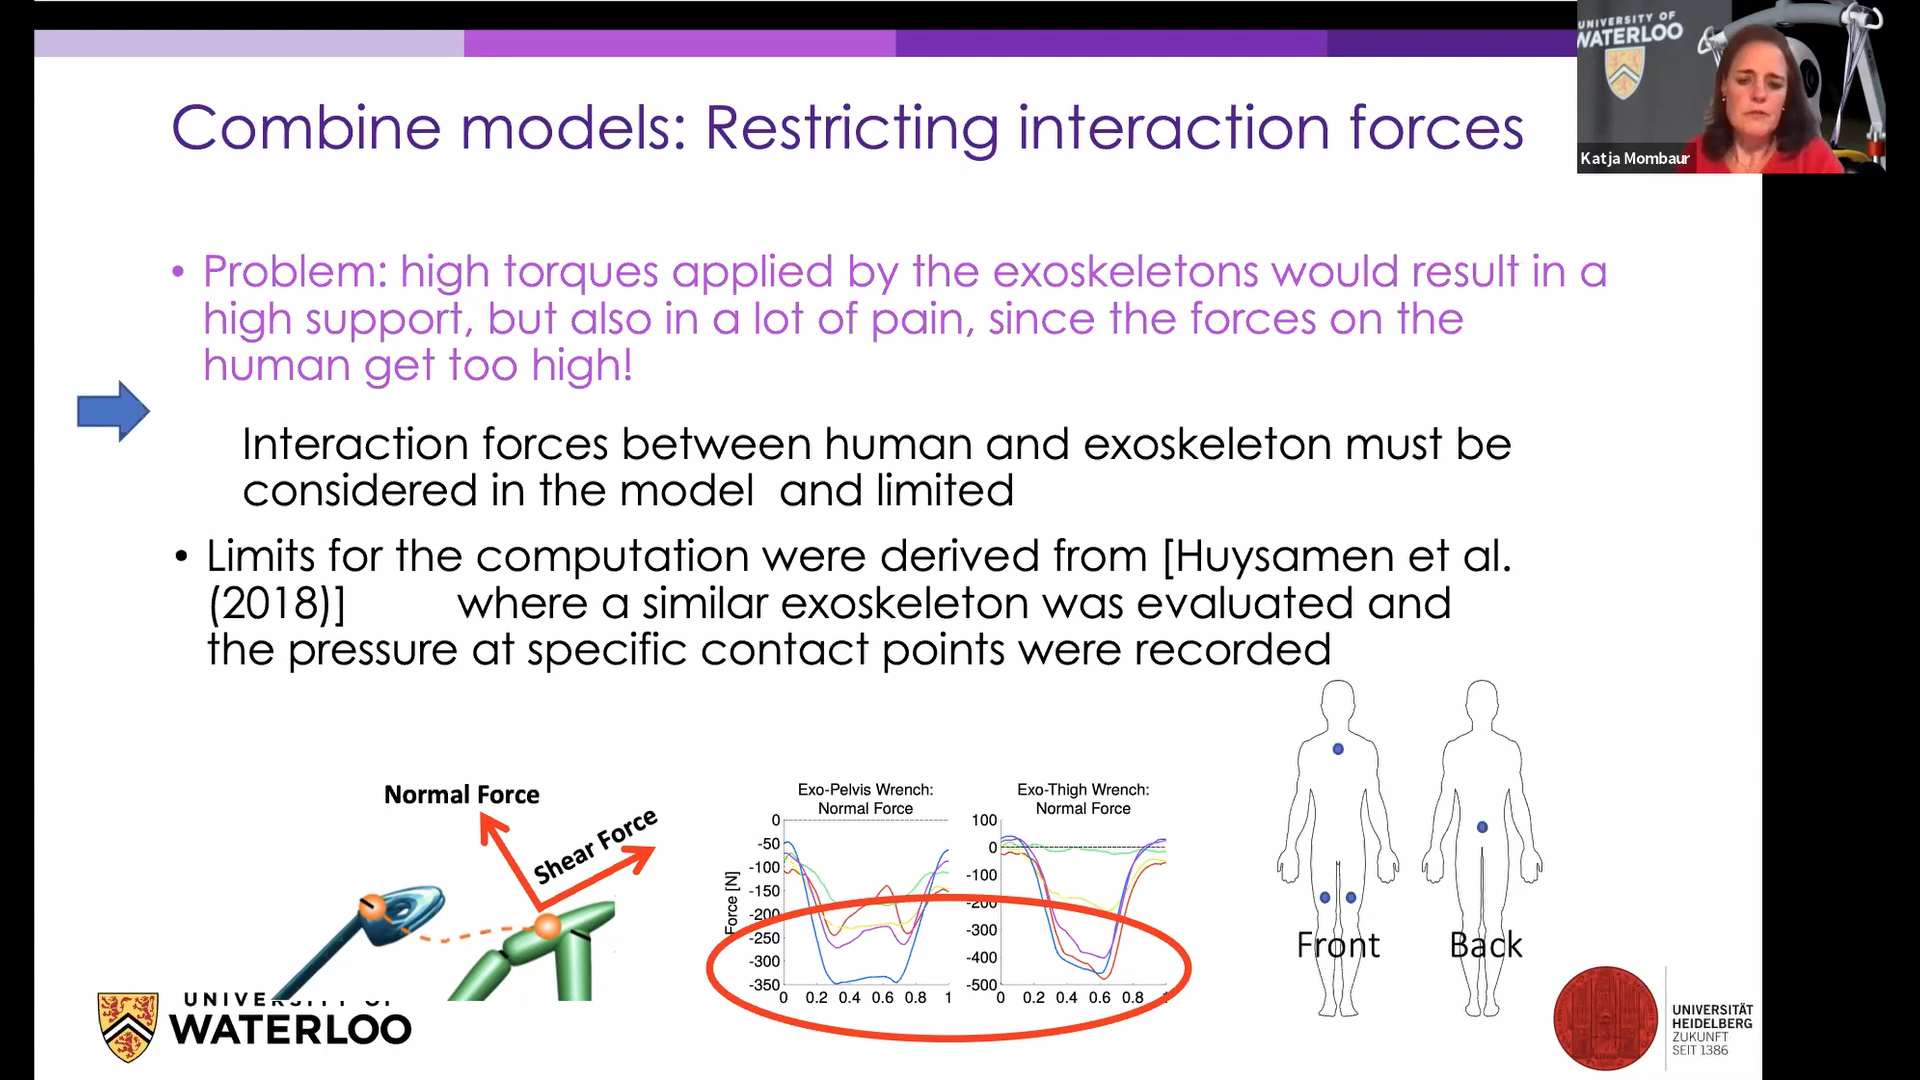 UNIVERSITY OF
WATERLOO
Katja Mombaur
Combine models: Restricting interaction forces
• Problem: high torques applied by the exoskeletons would result in a
high support, but also in a lot of pain, since the forces on the
human get too high!
Interaction forces between human and exoskeleton must be
considered in the model and limited
• Limits for the computation were derived from [Huysamen et al.
(2018)] where a similar exoskeleton was evaluated and
the pressure at specific contact points were recorded
Normal Force
Shear Force
Exo-Pelvis Wrench:
Normal Force
Force [N]
0
-50
-100
-150
-200
-250
-300
-350
0 0.2 0.4 0.6 0.8 1
Exo-Thigh Wrench:
Normal Force
100
0
-100
-200
-300
-400
-500
0 0.2 0.4 0.6 0.8 1
Front
Back
UNIVERSITY OF
WATERLOO
UNIVERSITÄT
HEIDELBERG
ZUKUNFT
SEIT 1386